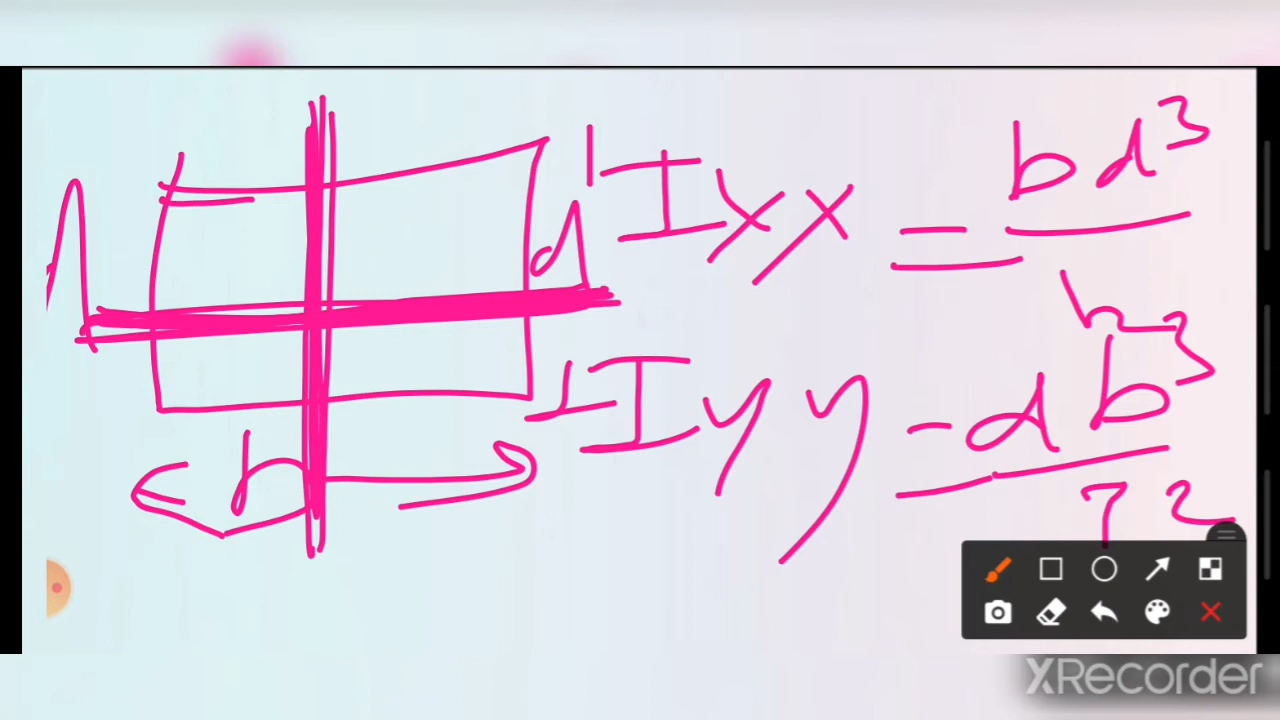 d
Ixx = bd³
12
b
Iyy = db³
12
XRecorder